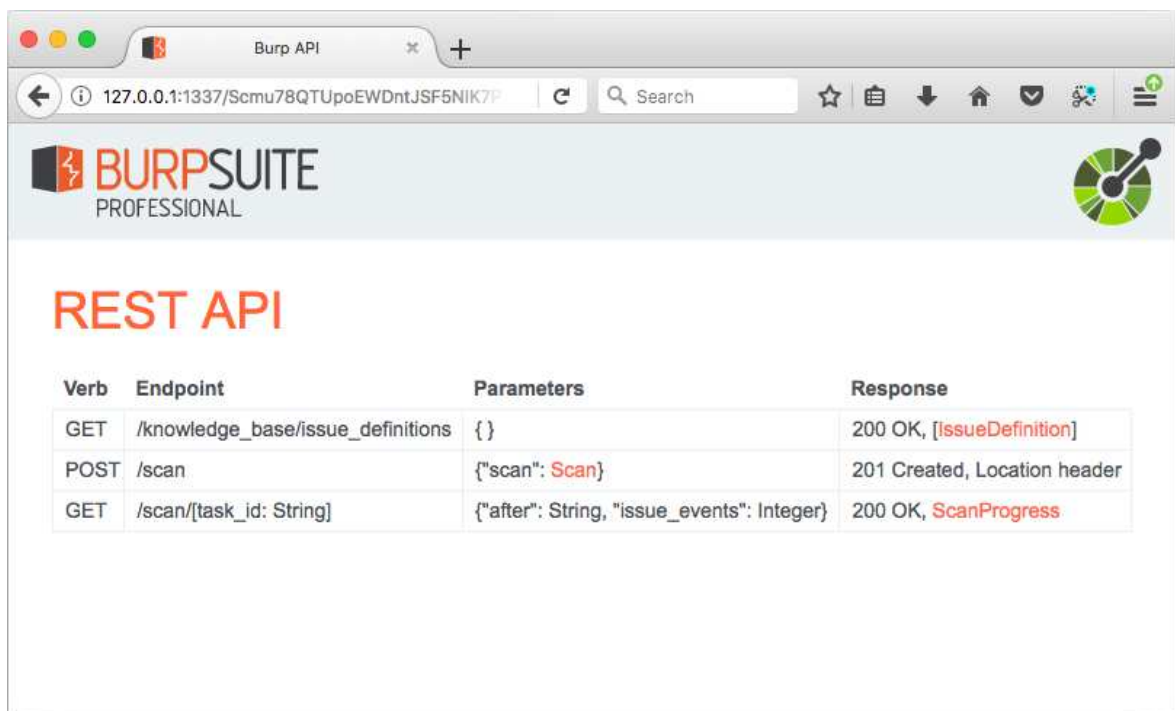 Burp API
127.0.0.1:1337/Scmu78QTUpoEWDntJSF5NIK7P
Search
BURPSUITE
PROFESSIONAL
REST API
Verb Endpoint Parameters Response
GET /knowledge_base/issue_definitions { } 200 OK, [IssueDefinition]
POST /scan {"scan": Scan} 201 Created, Location header
GET /scan/[task_id: String] {"after": String, "issue_events": Integer} 200 OK, ScanProgress